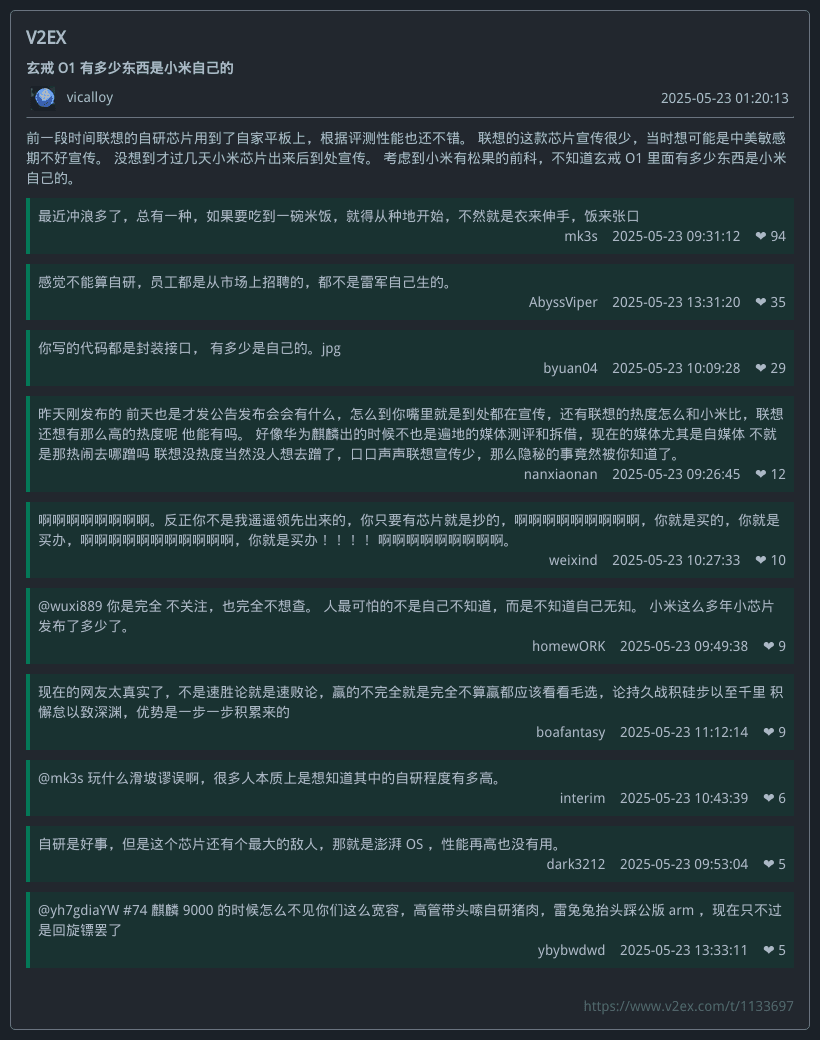 V2EX
玄戒 O1 有多少东西是小米自己的
vicalloy 2025-05-23 01:20:13
前一段时间联想的自研芯片用到了自家平板上，根据评测性能也还不错。 联想的这款芯片宣传很少，当时想可能是中美敏感
期不好宣传。 没想到才过几天小米芯片出来后到处宣传。 考虑到小米有松果的前科，不知道玄戒 O1 里面有多少东西是小米
自己的。
最近冲浪多了，总有一种，如果要吃到一碗米饭，就得从种地开始，不然就是衣来伸手，饭来张口
mk3s 2025-05-23 09:31:12 ❤ 94
感觉不能算自研，员工都是从市场上招聘的，都不是雷军自己生的。
AbyssViper 2025-05-23 13:31:20 ❤ 35
你写的代码都是封装接口， 有多少是自己的。jpg
byuan04 2025-05-23 10:09:28 ❤ 29
昨天刚发布的 前天也是才发公告发布会会有什么，怎么到你嘴里就是到处都在宣传，还有联想的热度怎么和小米比，联想
还想有那么高的热度呢 他能有吗。 好像华为麒麟出的时候不也是遍地的媒体测评和拆借，现在的媒体尤其是自媒体 不就
是那热闹去哪蹭吗 联想没热度当然没人想去蹭了，口口声声联想宣传少，那么隐秘的事竟然被你知道了。
nanxiaonan 2025-05-23 09:26:45 ❤ 12
啊啊啊啊啊啊啊啊。反正你不是我遥遥领先出来的，你只要有芯片就是抄的，啊啊啊啊啊啊啊啊啊，你就是买的，你就是
买办，啊啊啊啊啊啊啊啊啊啊啊，你就是买办！！！！ 啊啊啊啊啊啊啊啊啊。
weixind 2025-05-23 10:27:33 ❤ 10
@wuxi889 你是完全 不关注，也完全不想查。 人最可怕的不是自己不知道，而是不知道自己无知。 小米这么多年小芯片
发布了多少了。
homewORK 2025-05-23 09:49:38 ❤ 9
现在的网友太真实了，不是速胜论就是速败论，赢的不完全就是完全不算赢都应该看看毛选，论持久战积硅步以至千里 积
懈怠以致深渊，优势是一步一步积累来的
boafantasy 2025-05-23 11:12:14 ❤ 9
@mk3s 玩什么滑坡谬误啊，很多人本质上是想知道其中的自研程度有多高。
interim 2025-05-23 10:43:39 ❤ 6
自研是好事，但是这个芯片还有个最大的敌人，那就是澎湃 OS ，性能再高也没有用。
dark3212 2025-05-23 09:53:04 ❤ 5
@yh7gdiaYW #74 麒麟 9000 的时候怎么不见你们这么宽容，高管带头嗦自研猪肉，雷兔兔抬头踩公版 arm ，现在只不过
是回旋镖罢了
ybybwdwd 2025-05-23 13:33:11 ❤ 5
https://www.v2ex.com/t/1133697